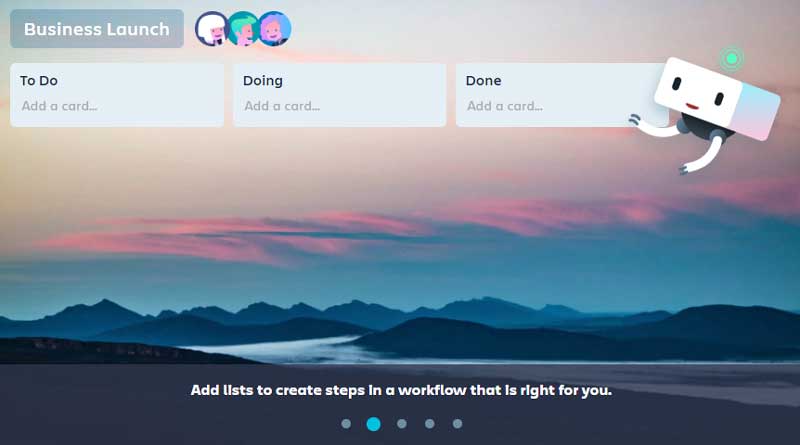 Business Launch
To Do
Doing
Done
Add a card...
Add a card...
Add a card...
Add lists to create steps in a workflow that is right for you.